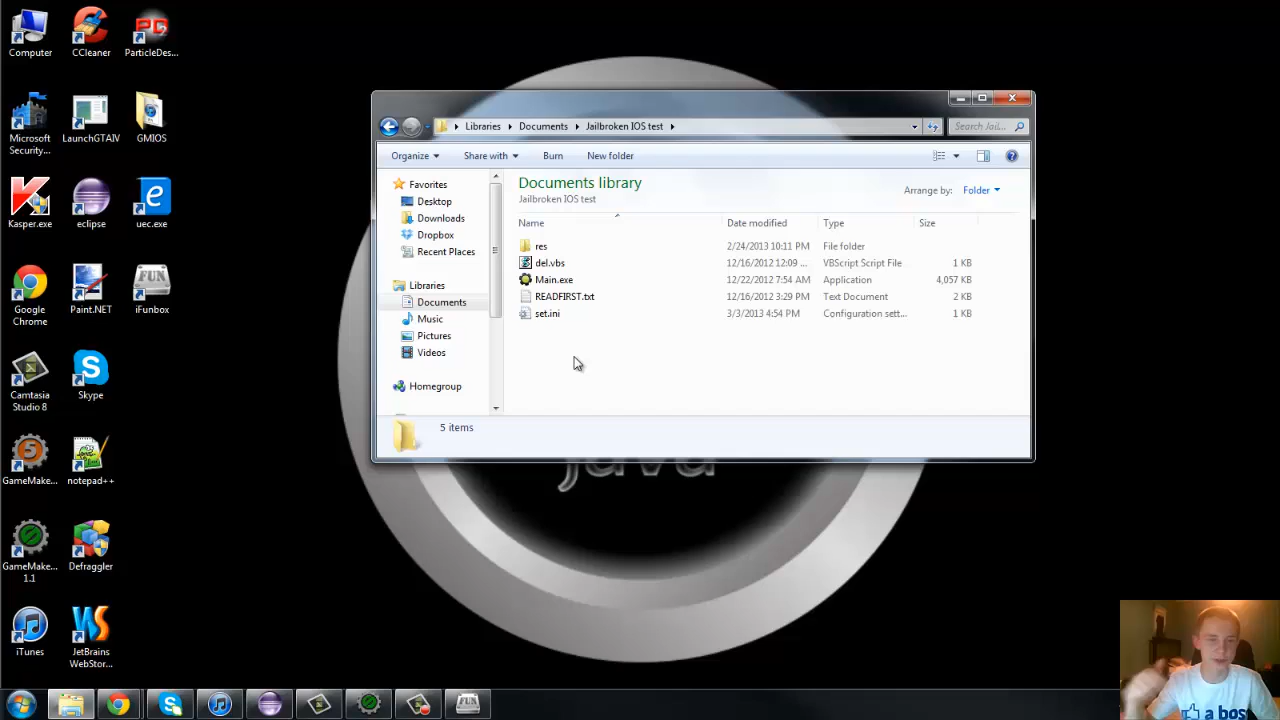 Computer
CCleaner
ParticleDes...
Microsoft
Security...
LaunchGTAIV
GMIOS
Kasper.exe
eclipse
uec.exe
Google
Chrome
Paint.NET
iFunbox
Camtasia
Studio 8
Skype
GameMake...
notepad++
GameMake...
1.1
Defraggler
iTunes
JetBrains
WebStor...
Libraries
Documents
Jailbroken IOS test
Search Jail...
Organize
Share with
Burn
New folder
Favorites
Desktop
Downloads
Dropbox
Recent Places
Libraries
Documents
Music
Pictures
Videos
Homegroup
Documents library
Jailbroken IOS test
Arrange by: Folder
Name
Date modified
Type
Size
res 2/24/2013 10:11 PM File folder
del.vbs 12/16/2012 12:09 ... VBScript Script File 1 KB
Main.exe 12/22/2012 7:54 AM Application 4,057 KB
READFIRST.txt 12/16/2012 3:29 PM Text Document 2 KB
set.ini 3/3/2013 4:54 PM Configuration sett... 1 KB
5 items
java
FUN
a bos